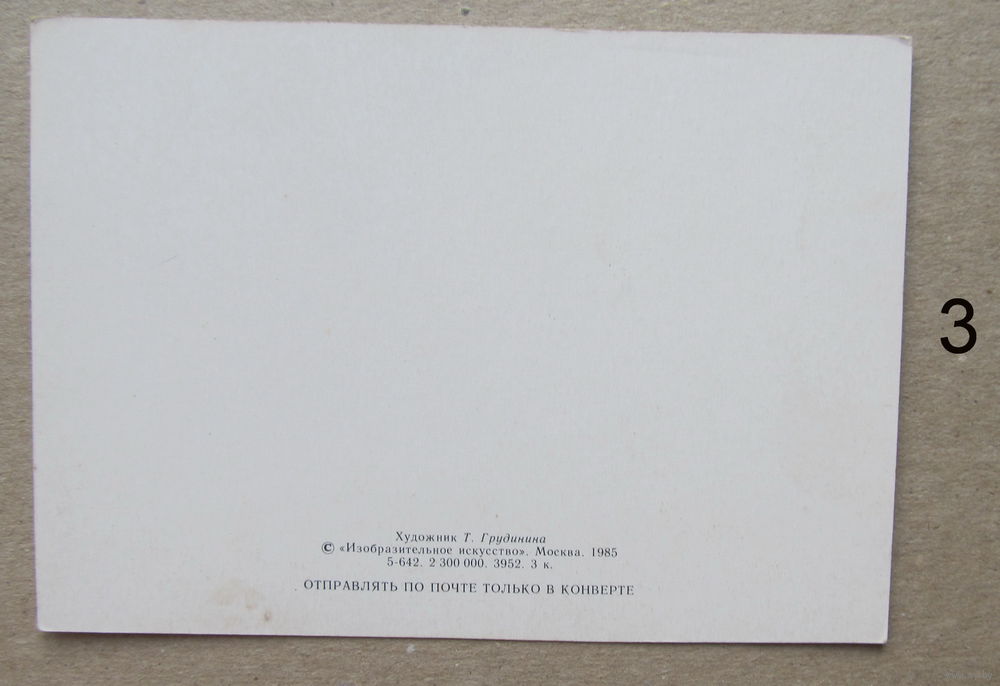 Художник Т. Грудинина
© «Изобразительное искусство». Москва. 1985
5-642. 2 300 000. 3952. 3 к.
ОТПРАВЛЯТЬ ПО ПОЧТЕ ТОЛЬКО В КОНВЕРТЕ
3